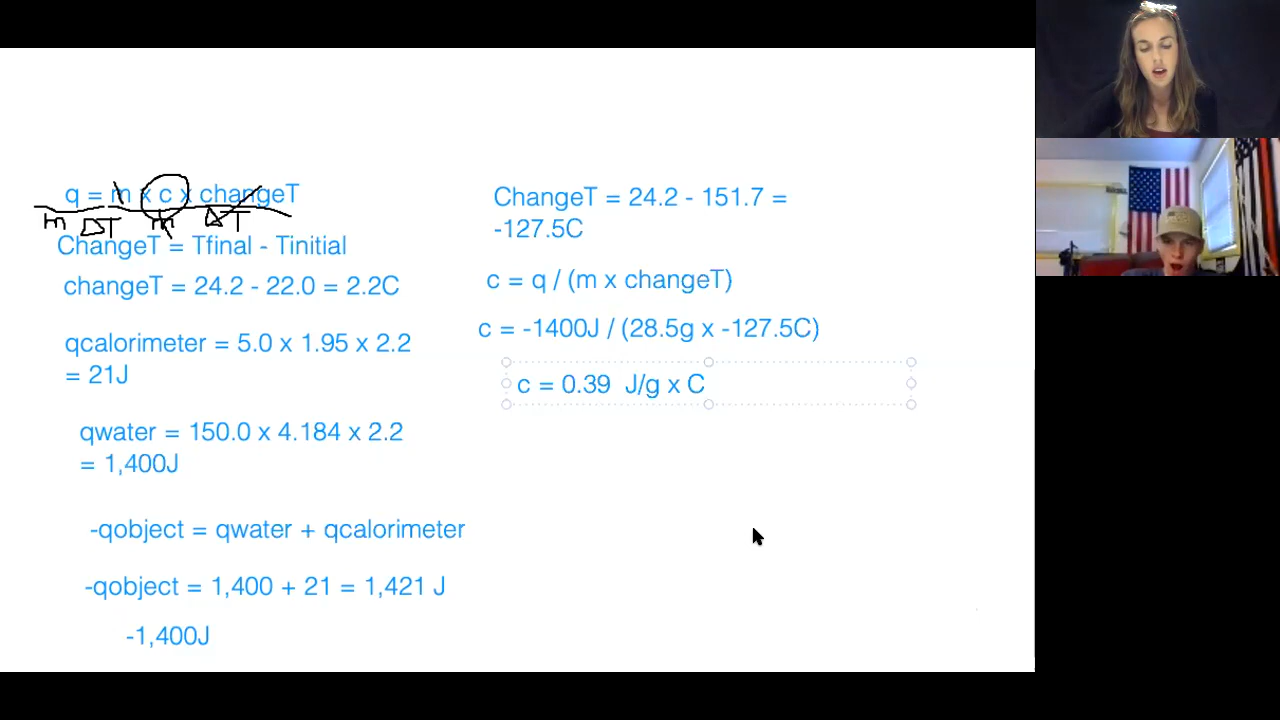 q = m x c x changeT
m ΔT m ΔT
ChangeT = Tfinal - Tinitial
changeT = 24.2 - 22.0 = 2.2C
qcalorimeter = 5.0 x 1.95 x 2.2
= 21J
qwater = 150.0 x 4.184 x 2.2
= 1,400J
-qobject = qwater + qcalorimeter
-qobject = 1,400 + 21 = 1,421 J
-1,400J
ChangeT = 24.2 - 151.7 =
-127.5C
c = q / (m x changeT)
c = -1400J / (28.5g x -127.5C)
c = 0.39 J/g x C